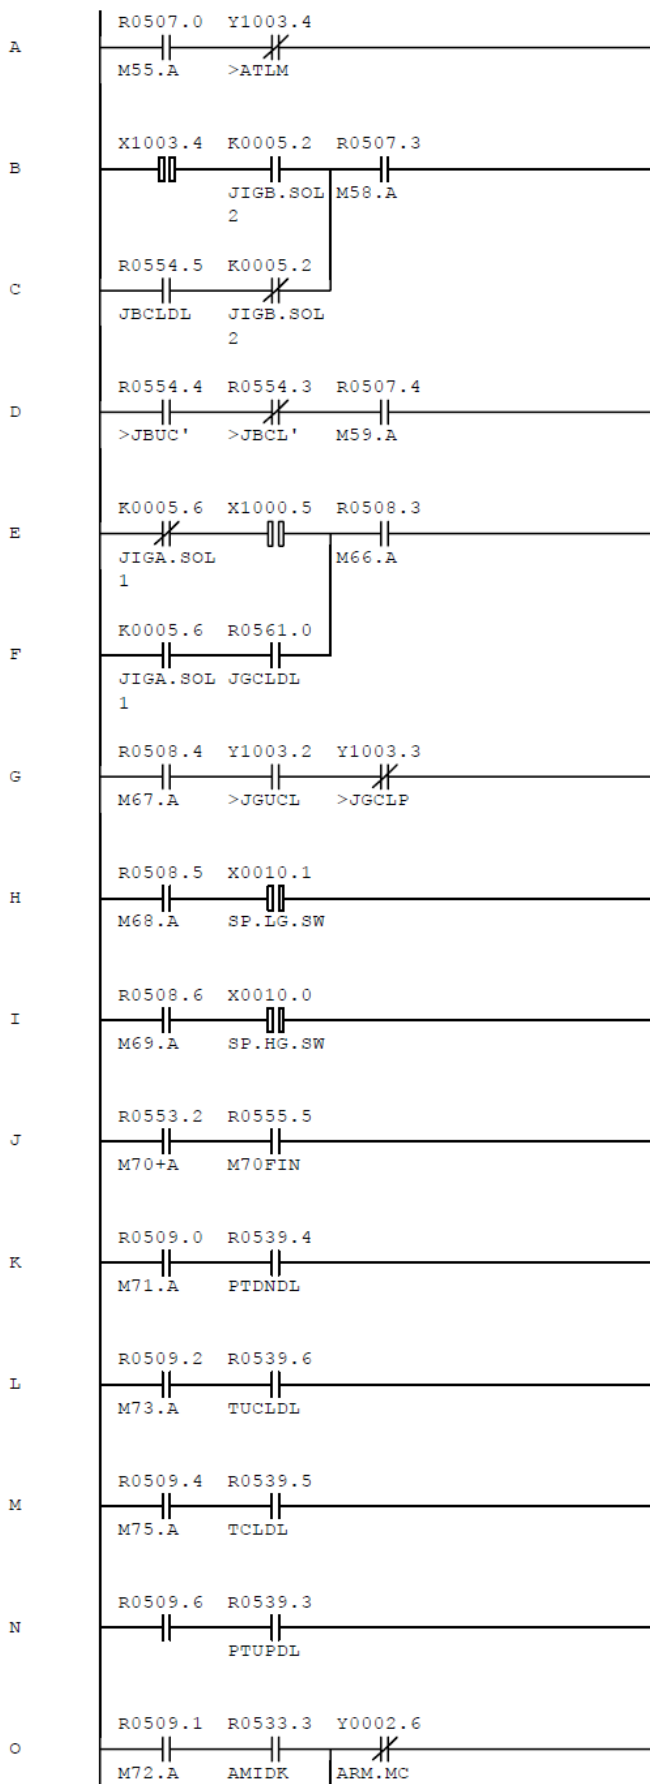 R0507.0 Y1003.4
A
M55.A >ATLM
X1003.4 K0005.2 R0507.3
B
JIGB.SOL M58.A
2
R0554.5 K0005.2
C
JBCLDL JIGB.SOL
2
R0554.4 R0554.3 R0507.4
D
>JBUC' >JBCL' M59.A
K0005.6 X1000.5 R0508.3
E
JIGA.SOL M66.A
1
K0005.6 R0561.0
F
JIGA.SOL JGCLDL
1
R0508.4 Y1003.2 Y1003.3
G
M67.A >JGUCL >JGCLP
R0508.5 X0010.1
H
M68.A SP.LG.SW
R0508.6 X0010.0
I
M69.A SP.HG.SW
R0553.2 R0555.5
J
M70+A M70FIN
R0509.0 R0539.4
K
M71.A PTDNDL
R0509.2 R0539.6
L
M73.A TUCLDL
R0509.4 R0539.5
M
M75.A TCLDL
R0509.6 R0539.3
N
PTUPDL
R0509.1 R0533.3 Y0002.6
O
M72.A AMIDK ARM.MC